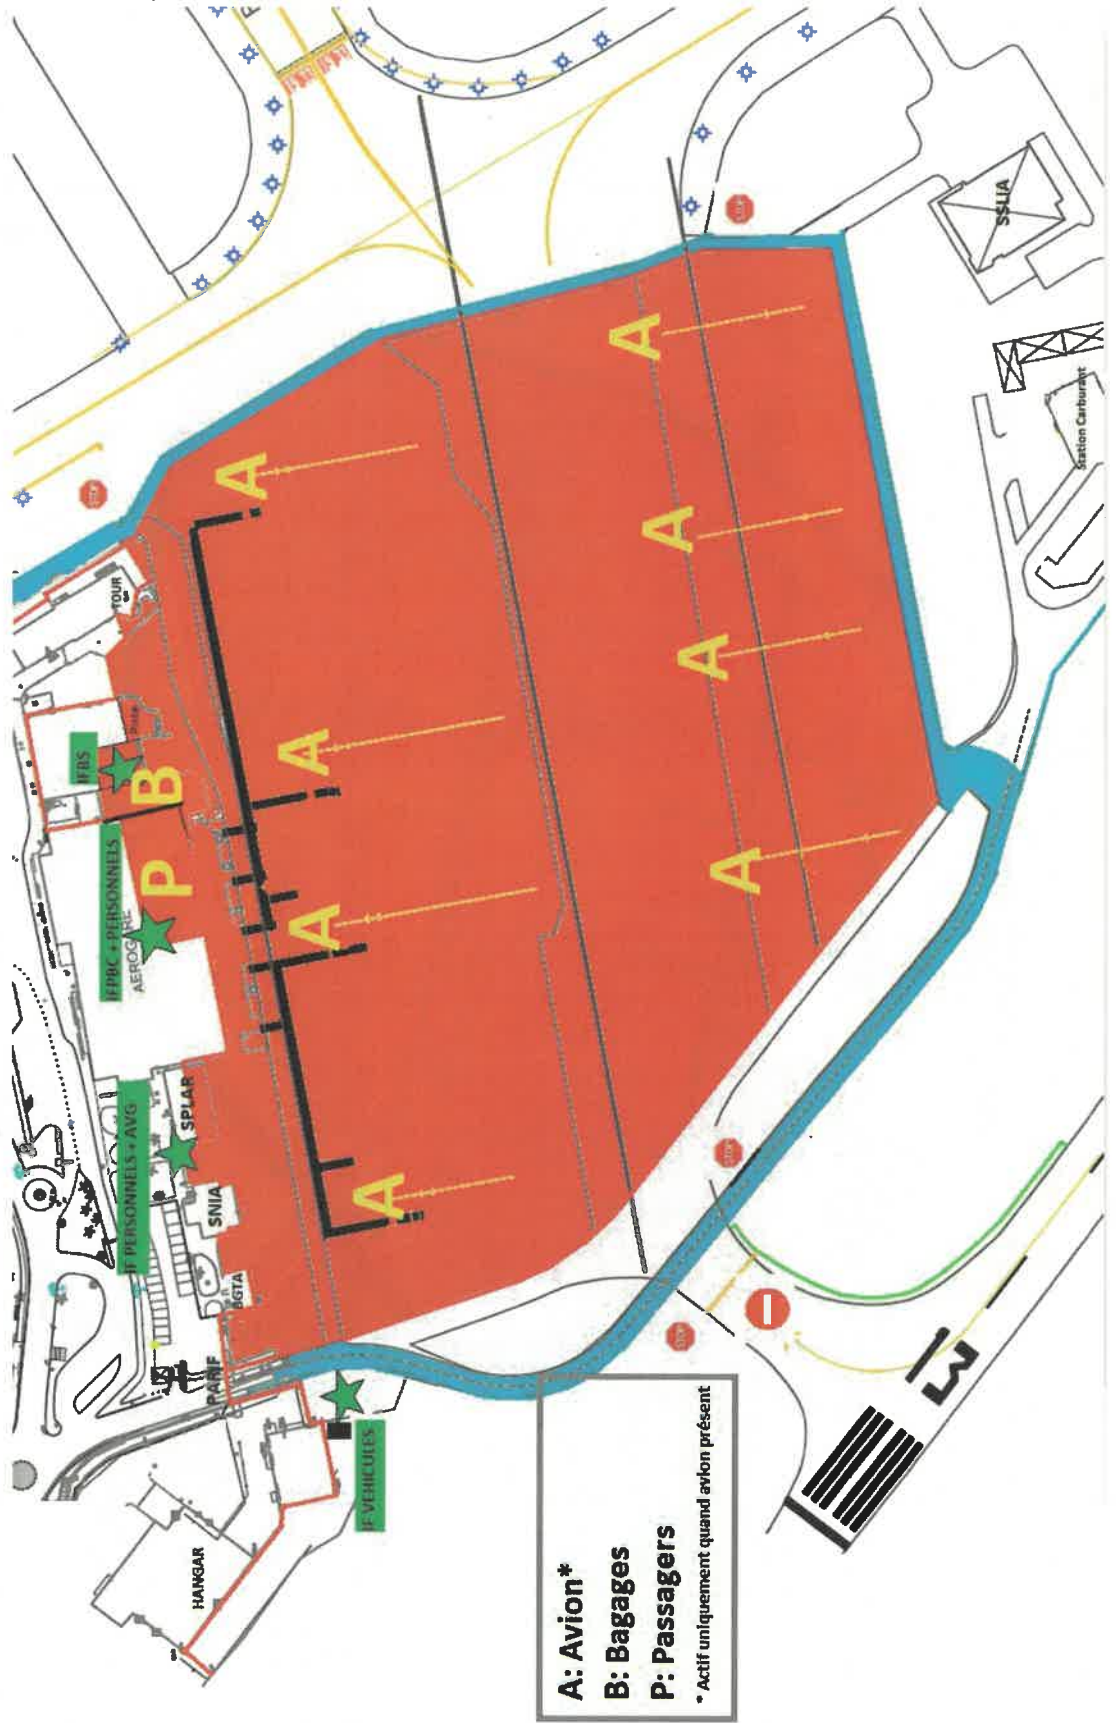 HANGAR
IF VEHICULES
PARIF
BGTA
SNIA
SPLAR
IF PERSONNELS + AVG
IFPBC + PERSONNELS
AEROGARE
P
B
IFBS
TOUR
A
A
A
A
A
A
A
A
STOP
STOP
STOP
STOP
SSLIA
Station Carburant
A: Avion*
B: Bagages
P: Passagers
* Actif uniquement quand avion présent